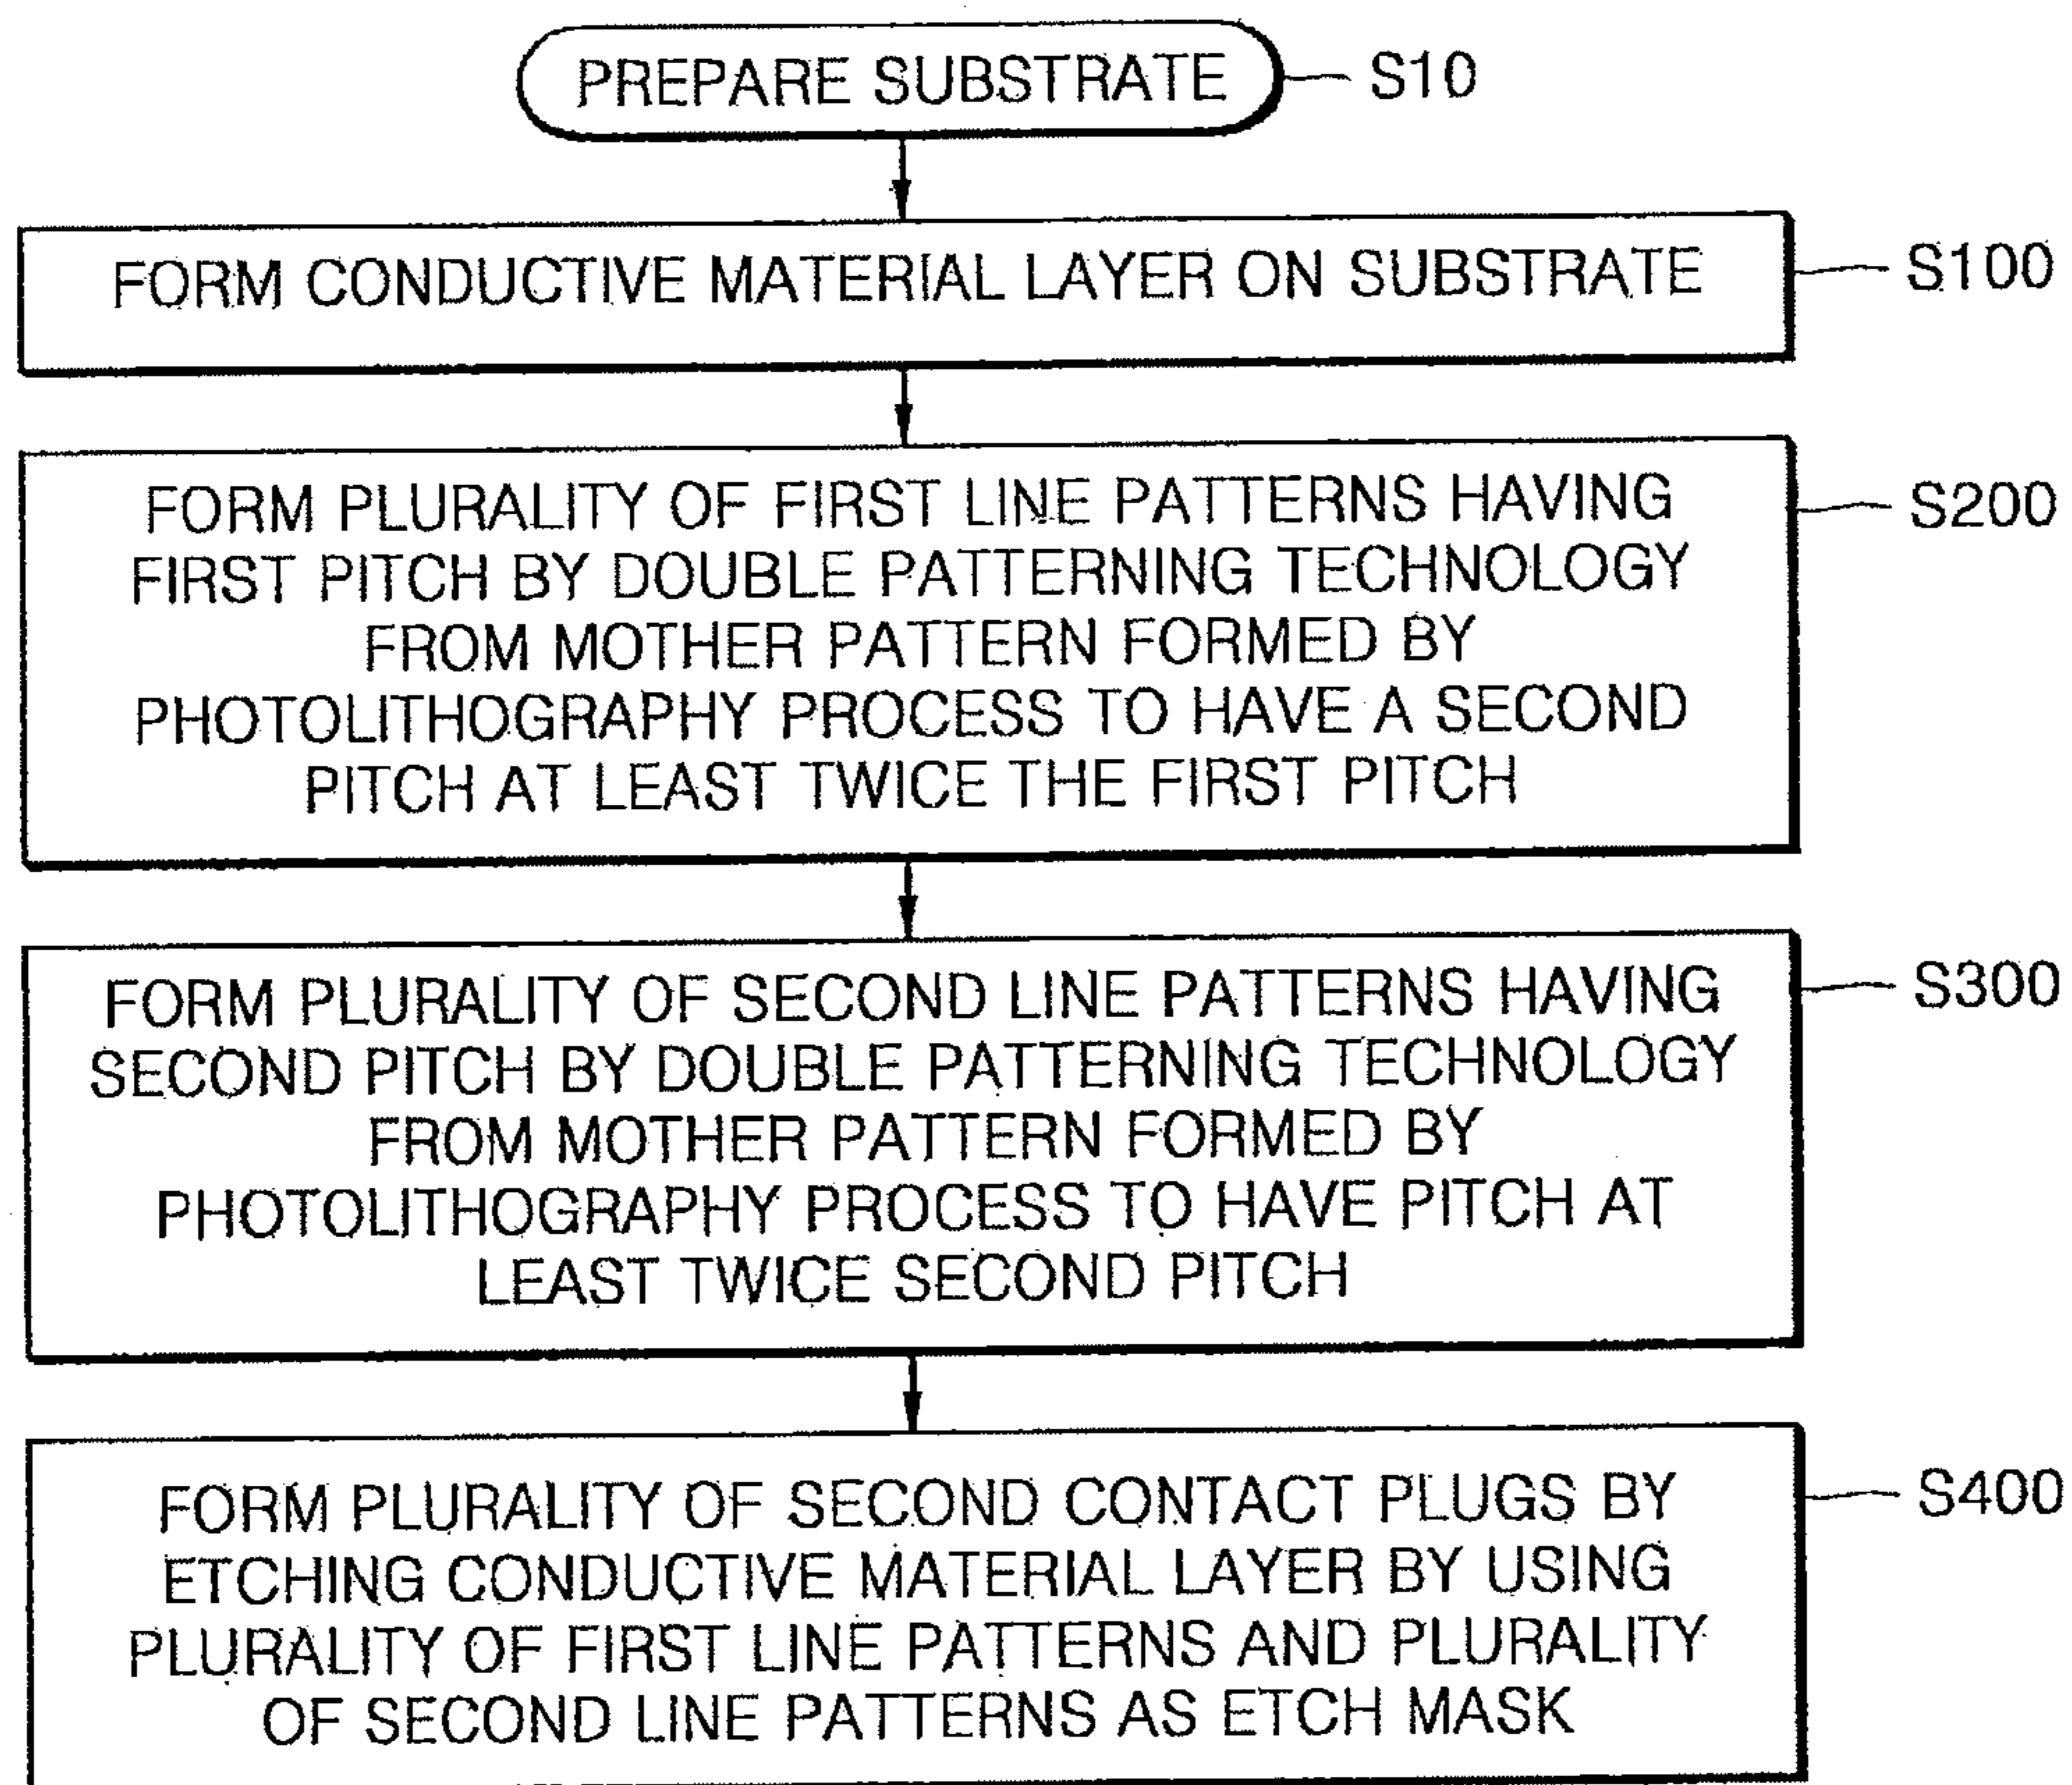 PREPARE SUBSTRATE
S10
FORM CONDUCTIVE MATERIAL LAYER ON SUBSTRATE
S100
FORM PLURALITY OF FIRST LINE PATTERNS HAVING
FIRST PITCH BY DOUBLE PATTERNING TECHNOLOGY
FROM MOTHER PATTERN FORMED BY
PHOTOLITHOGRAPHY PROCESS TO HAVE A SECOND
PITCH AT LEAST TWICE THE FIRST PITCH
S200
FORM PLURALITY OF SECOND LINE PATTERNS HAVING
SECOND PITCH BY DOUBLE PATTERNING TECHNOLOGY
FROM MOTHER PATTERN FORMED BY
PHOTOLITHOGRAPHY PROCESS TO HAVE PITCH AT
LEAST TWICE SECOND PITCH
S300
FORM PLURALITY OF SECOND CONTACT PLUGS BY
ETCHING CONDUCTIVE MATERIAL LAYER BY USING
PLURALITY OF FIRST LINE PATTERNS AND PLURALITY
OF SECOND LINE PATTERNS AS ETCH MASK
S400